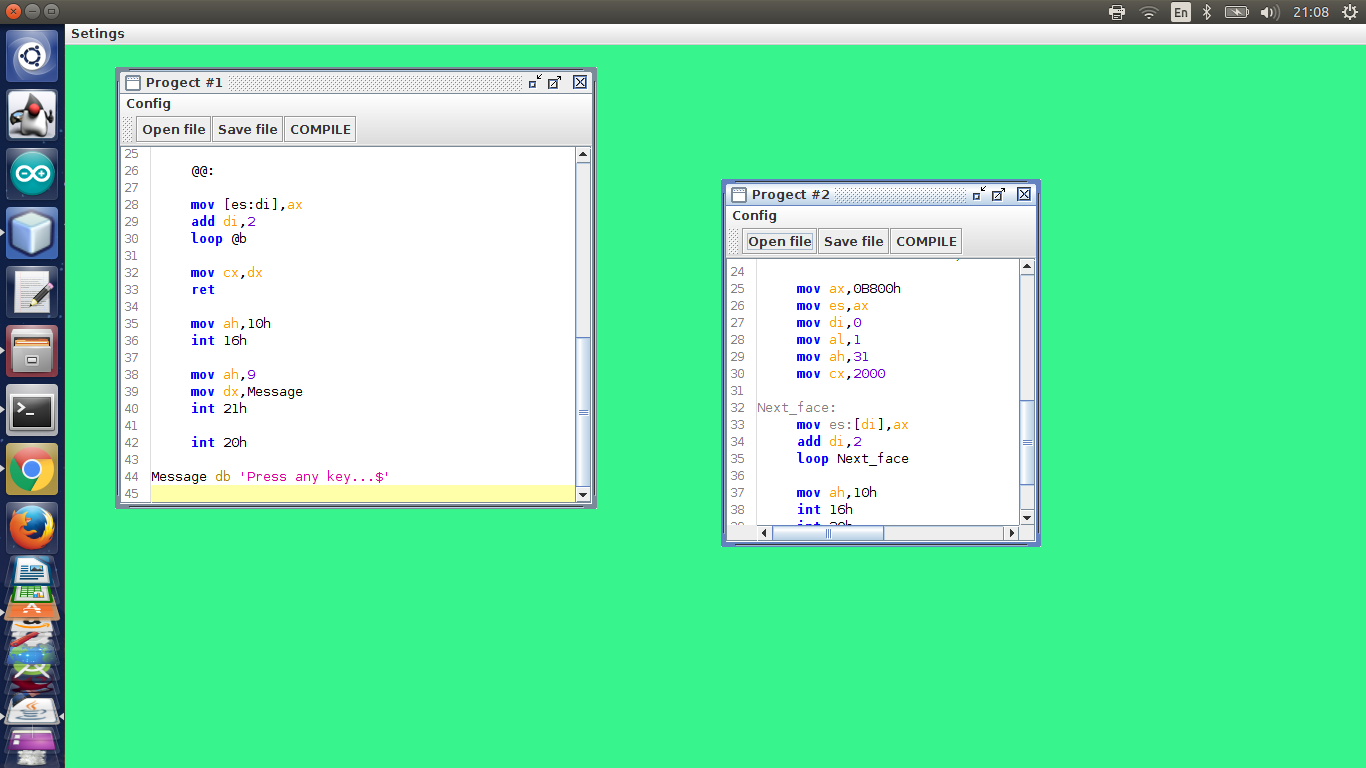 En
21:08
Setings
Progect #1
Config
Open file Save file COMPILE
25
26 @@:
27
28 mov [es:di],ax
29 add di,2
30 loop @b
31
32 mov cx,dx
33 ret
34
35 mov ah,10h
36 int 16h
37
38 mov ah,9
39 mov dx,Message
40 int 21h
41
42 int 20h
43
44 Message db 'Press any key...$'
45
Progect #2
Config
Open file Save file COMPILE
24
25 mov ax,0B800h
26 mov es,ax
27 mov di,0
28 mov al,1
29 mov ah,31
30 mov cx,2000
31
32 Next_face:
33 mov es:[di],ax
34 add di,2
35 loop Next_face
36
37 mov ah,10h
38 int 16h